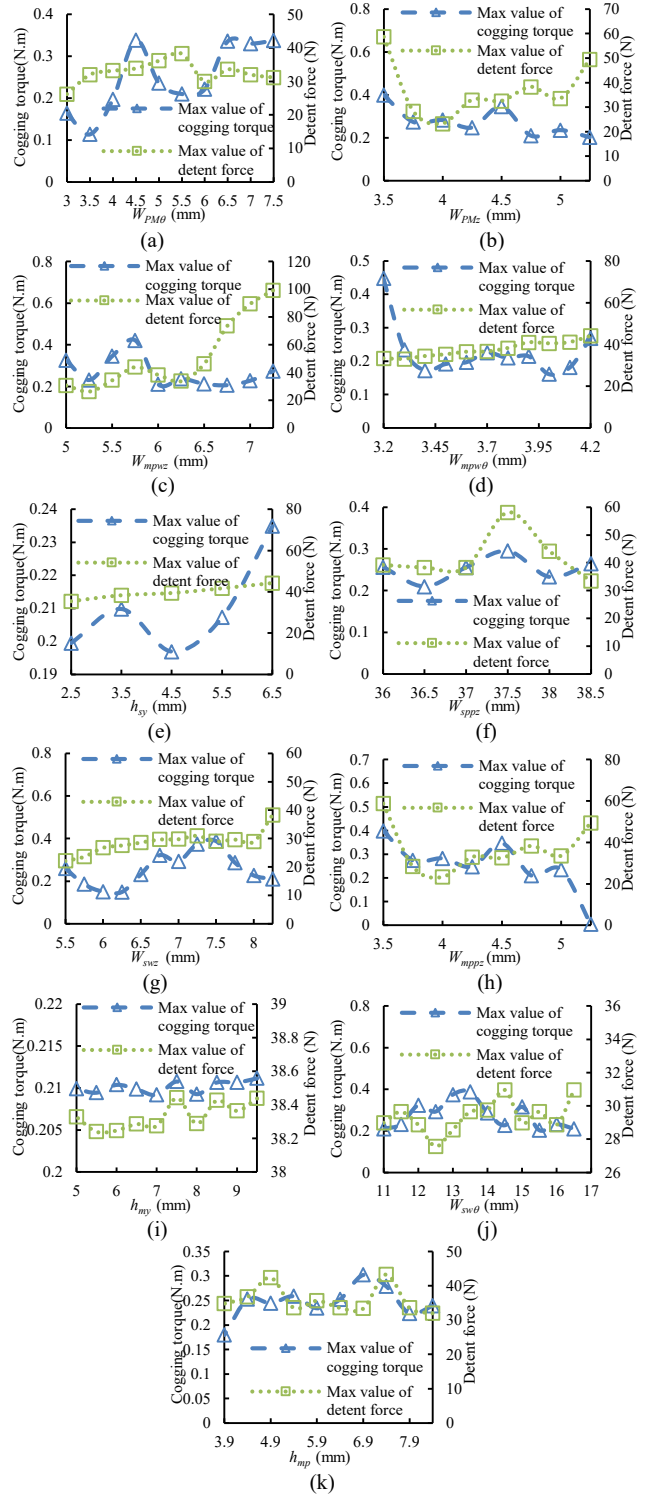 Cogging torque(N.m)
0.4
0.3
0.2
0.1
0
50
40
30
20
10
0
Detent force (N)
Max value of
cogging torque
Max value of
detent force
3 3.5 4 4.5 5 5.5 6 6.5 7 7.5
W_PMθ (mm)
(a)
Cogging torque(N.m)
1
0.8
0.6
0.4
0.2
0
70
60
50
40
30
20
10
0
Detent force (N)
Max value of
cogging torque
Max value of
detent force
3.5 4 4.5 5
W_PMz (mm)
(b)
Cogging torque(N.m)
0.8
0.6
0.4
0.2
0
120
100
80
60
40
20
0
Detent force (N)
Max value of
cogging torque
Max value of
detent force
5 5.5 6 6.5 7
W_mpwz (mm)
(c)
Cogging torque(N.m)
0.5
0.4
0.3
0.2
0.1
0
80
60
40
20
0
Detent force (N)
Max value of
cogging torque
Max value of
detent force
3.2 3.45 3.7 3.95 4.2
W_mpwθ (mm)
(d)
Cogging torque(N.m)
0.24
0.23
0.22
0.21
0.2
0.19
80
60
40
20
0
Detent force (N)
Max value of
cogging torque
Max value of
detent force
2.5 3.5 4.5 5.5 6.5
h_sy (mm)
(e)
Cogging torque(N.m)
0.4
0.3
0.2
0.1
0
60
50
40
30
20
10
0
Detent force (N)
Max value of
cogging torque
Max value of
detent force
36 36.5 37 37.5 38 38.5
W_sppz (mm)
(f)
Cogging torque(N.m)
0.8
0.6
0.4
0.2
0
60
50
40
30
20
10
0
Detent force (N)
Max value of
cogging torque
Max value of
detent force
5.5 6 6.5 7 7.5 8
W_swz (mm)
(g)
Cogging torque(N.m)
0.7
0.6
0.5
0.4
0.3
0.2
0.1
0
80
60
40
20
0
Detent force (N)
Max value of
cogging torque
Max value of
detent force
3.5 4 4.5 5
W_mppz (mm)
(h)
Cogging torque(N.m)
0.22
0.215
0.21
0.205
0.2
39
38.8
38.6
38.4
38.2
38
Detent force (N)
Max value of
cogging torque
Max value of
detent force
5 6 7 8 9
h_my (mm)
(i)
Cogging torque(N.m)
0.8
0.6
0.4
0.2
0
36
34
32
30
28
26
Detent force (N)
Max value of
cogging torque
Max value of
detent force
11 12 13 14 15 16 17
W_swθ (mm)
(j)
Cogging torque(N.m)
0.35
0.3
0.25
0.2
0.15
0.1
0.05
0
50
40
30
20
10
0
Detent force (N)
Max value of
cogging torque
Max value of
detent force
3.9 4.9 5.9 6.9 7.9
h_mp (mm)
(k)